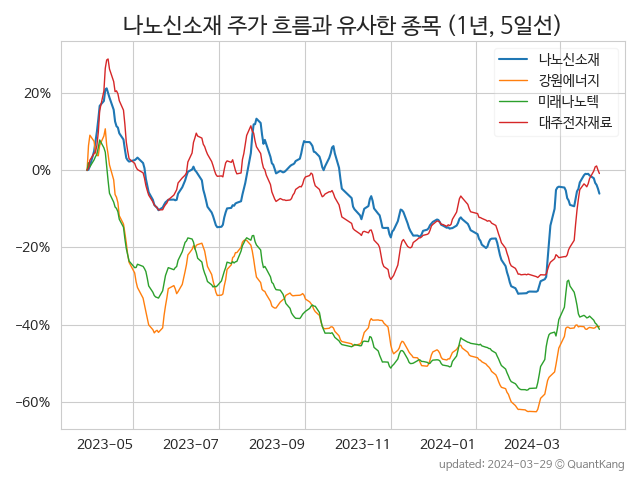 나노신소재 주가 흐름과 유사한 종목 (1년, 5일선)
나노신소재
강원에너지
미래나노텍
대주전자재료
20%
0%
−20%
−40%
−60%
2023-05 2023-07 2023-09 2023-11 2024-01 2024-03
updated: 2024-03-29 © QuantKang